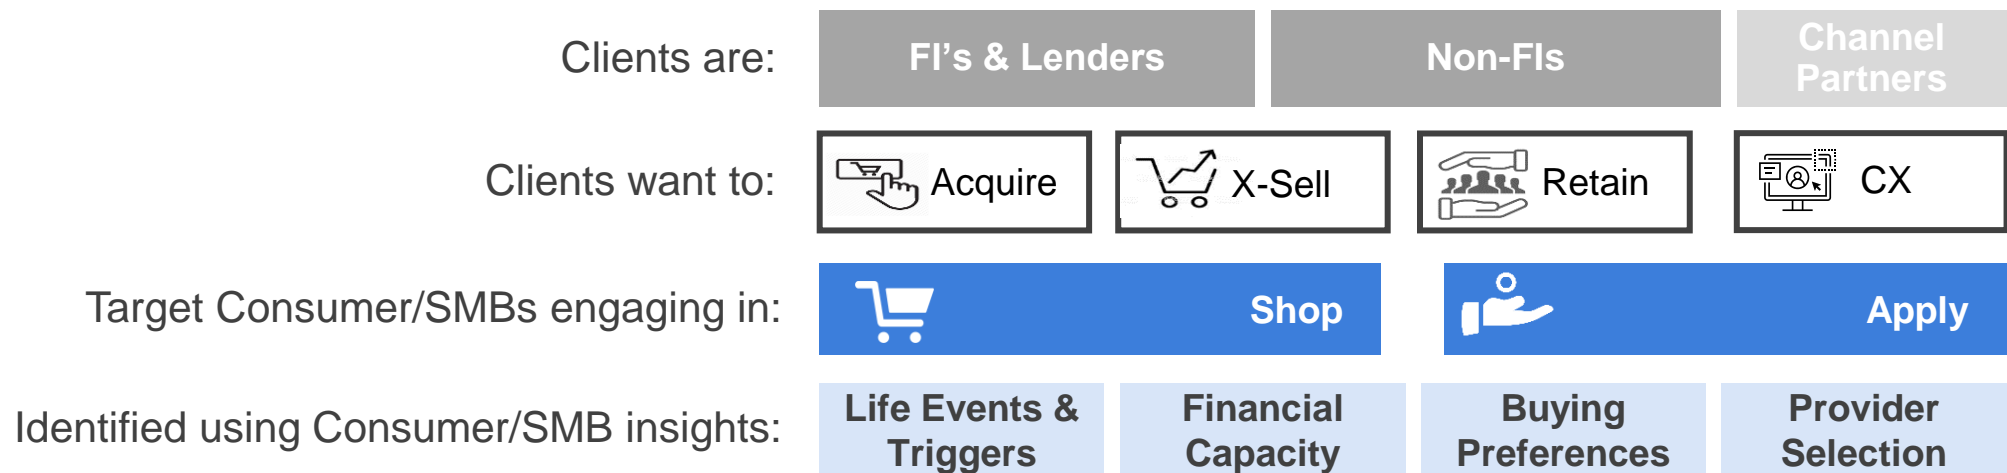 Clients are:
FI's & Lenders
Non-FIs
Channel
Partners
Clients want to:
Acquire
X-Sell
Retain
CX
Target Consumer/SMBs engaging in:
Shop
Apply
Identified using Consumer/SMB insights:
Life Events &
Triggers
Financial
Capacity
Buying
Preferences
Provider
Selection